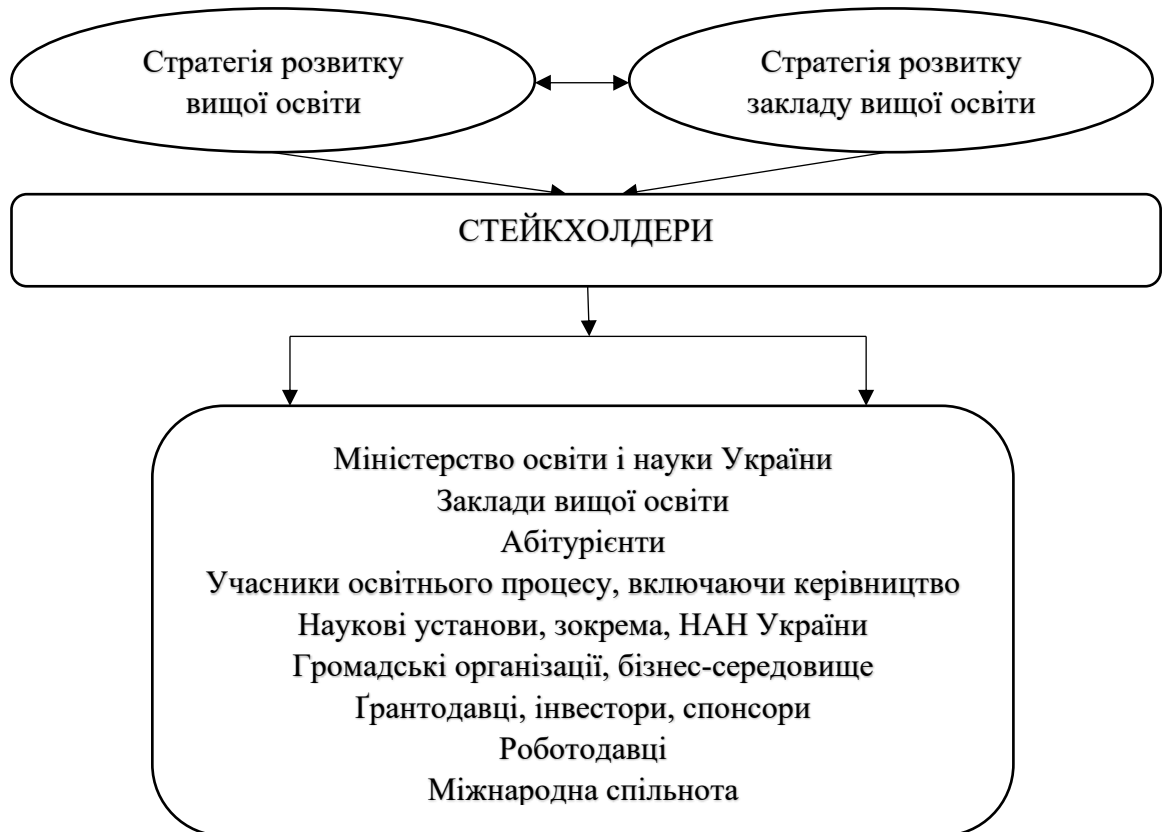 Стратегія розвитку
вищої освіти
Стратегія розвитку
закладу вищої освіти
СТЕЙКХОЛДЕРИ
Міністерство освіти і науки України
Заклади вищої освіти
Абітурієнти
Учасники освітнього процесу, включаючи керівництво
Наукові установи, зокрема, НАН України
Громадські організації, бізнес-середовище
Ґрантодавці, інвестори, спонсори
Роботодавці
Міжнародна спільнота